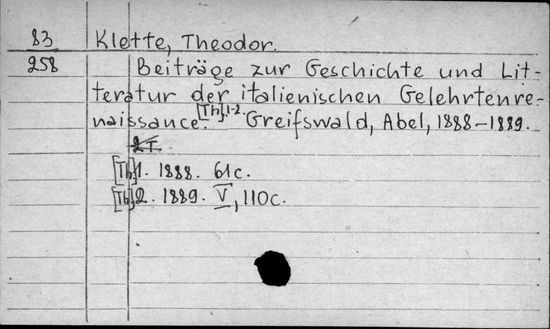 83 Klette, Theodor.
258 Beiträge zur Geschichte und Lit-
teratur der italienischen Gelehrtenre-
naissance. [Th.] 1-2 Greifswald, Abel, 1888-1889.
2 T.
[Th.] 1. 1888. 61c.
[Th.] 2. 1889. V, 110c.